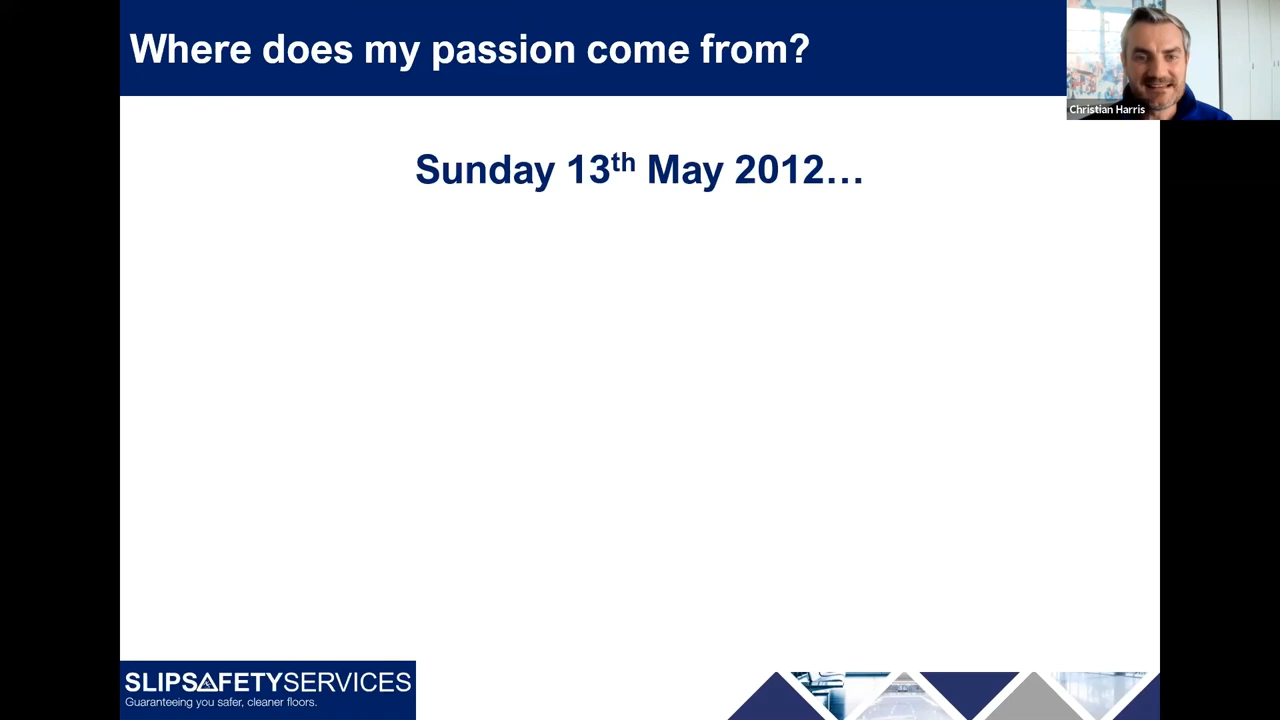 Where does my passion come from?
Christian Harris
Sunday 13th May 2012…
SLIPSAFETYSERVICES
Guaranteeing you safer, cleaner floors.